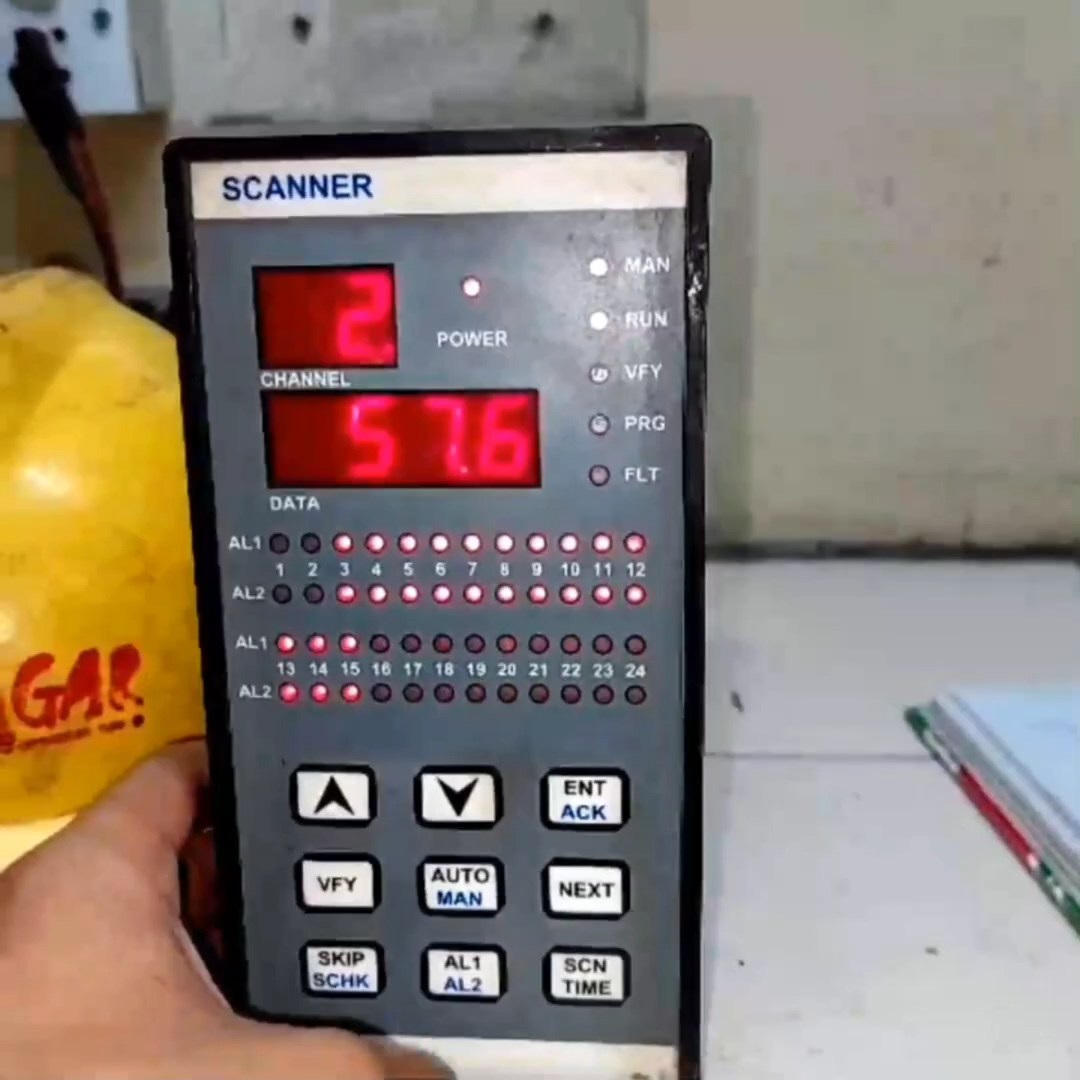 SCANNER
MAN
2.
POWER
RUN
CHANNEL
VFY
57.6
PRG
FLT
DATA
AL1
1 2 3 4 5 6 7 8 9 10 11 12
AL2
AL1
13 14 15 16 17 18 19 20 21 22 23 24
AL2
ENT
ACK
VFY
AUTO
MAN
NEXT
SKIP
SCHK
AL1
AL2
SCN
TIME